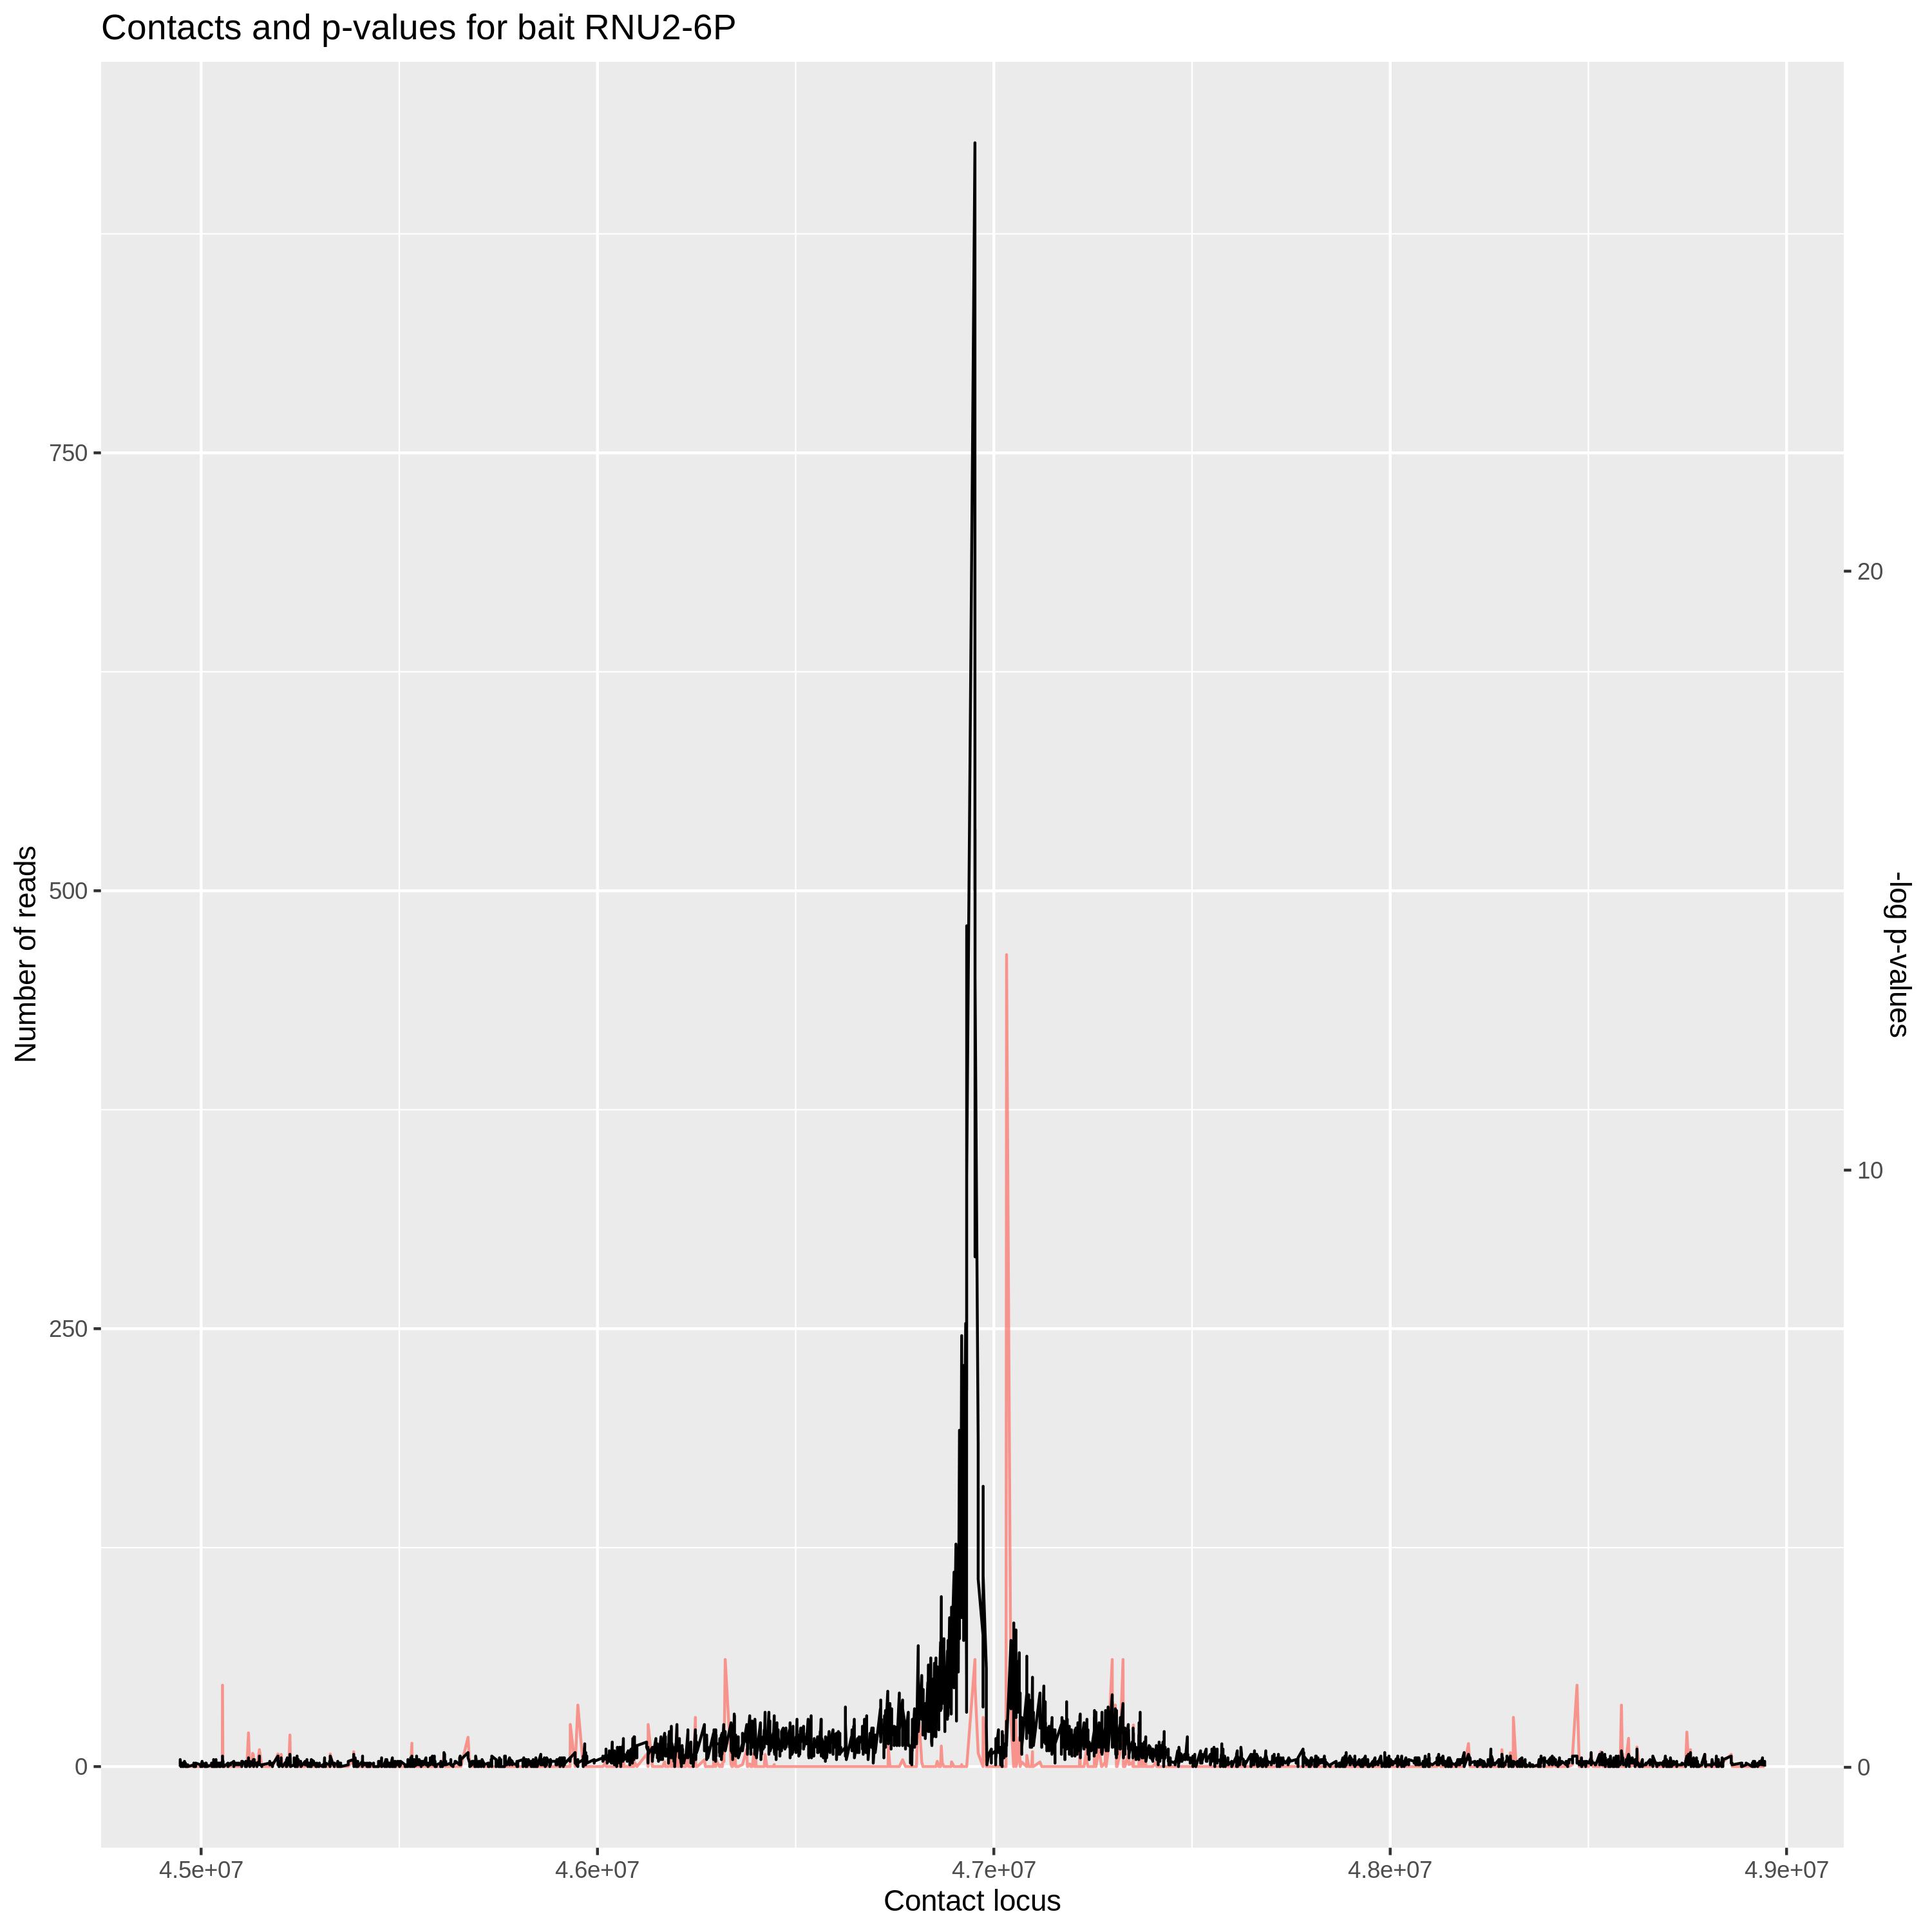 Contacts and p-values for bait RNU2-6P
750
500
250
0
Number of reads
20
10
0
-log p-values
4.5e+07
4.6e+07
4.7e+07
4.8e+07
4.9e+07
Contact locus